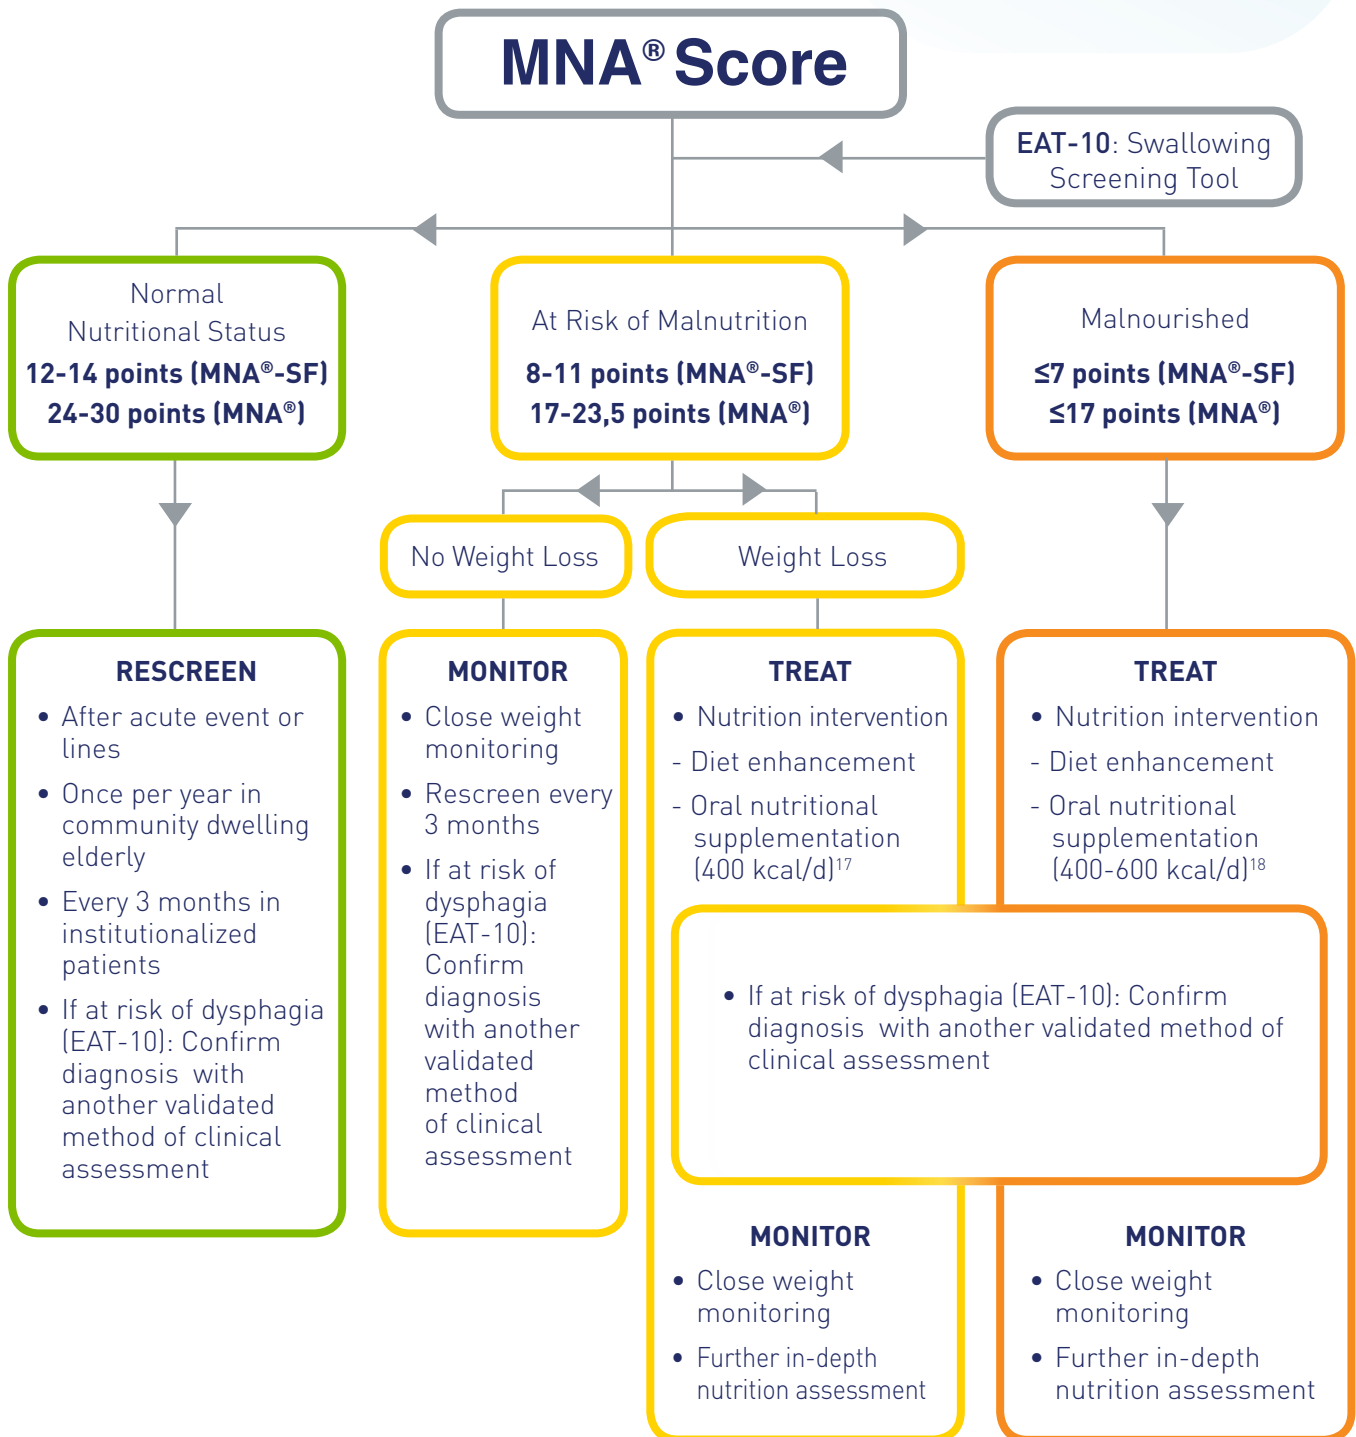 MNA® Score
EAT-10: Swallowing
Screening Tool
Normal
Nutritional Status
12-14 points (MNA®-SF)
24-30 points (MNA®)
At Risk of Malnutrition
8-11 points (MNA®-SF)
17-23,5 points (MNA®)
Malnourished
≤7 points (MNA®-SF)
≤17 points (MNA®)
No Weight Loss
Weight Loss
RESCREEN
• After acute event or
lines
• Once per year in
community dwelling
elderly
• Every 3 months in
institutionalized
patients
• If at risk of dysphagia
(EAT-10): Confirm
diagnosis with
another validated
method of clinical
assessment
MONITOR
• Close weight
monitoring
• Rescreen every
3 months
• If at risk of
dysphagia
(EAT-10):
Confirm
diagnosis
with another
validated
method
of clinical
assessment
TREAT
• Nutrition intervention
- Diet enhancement
- Oral nutritional
supplementation
(400 kcal/d)17
TREAT
• Nutrition intervention
- Diet enhancement
- Oral nutritional
supplementation
(400-600 kcal/d)18
• If at risk of dysphagia (EAT-10): Confirm
diagnosis with another validated method of
clinical assessment
MONITOR
• Close weight
monitoring
• Further in-depth
nutrition assessment
MONITOR
• Close weight
monitoring
• Further in-depth
nutrition assessment